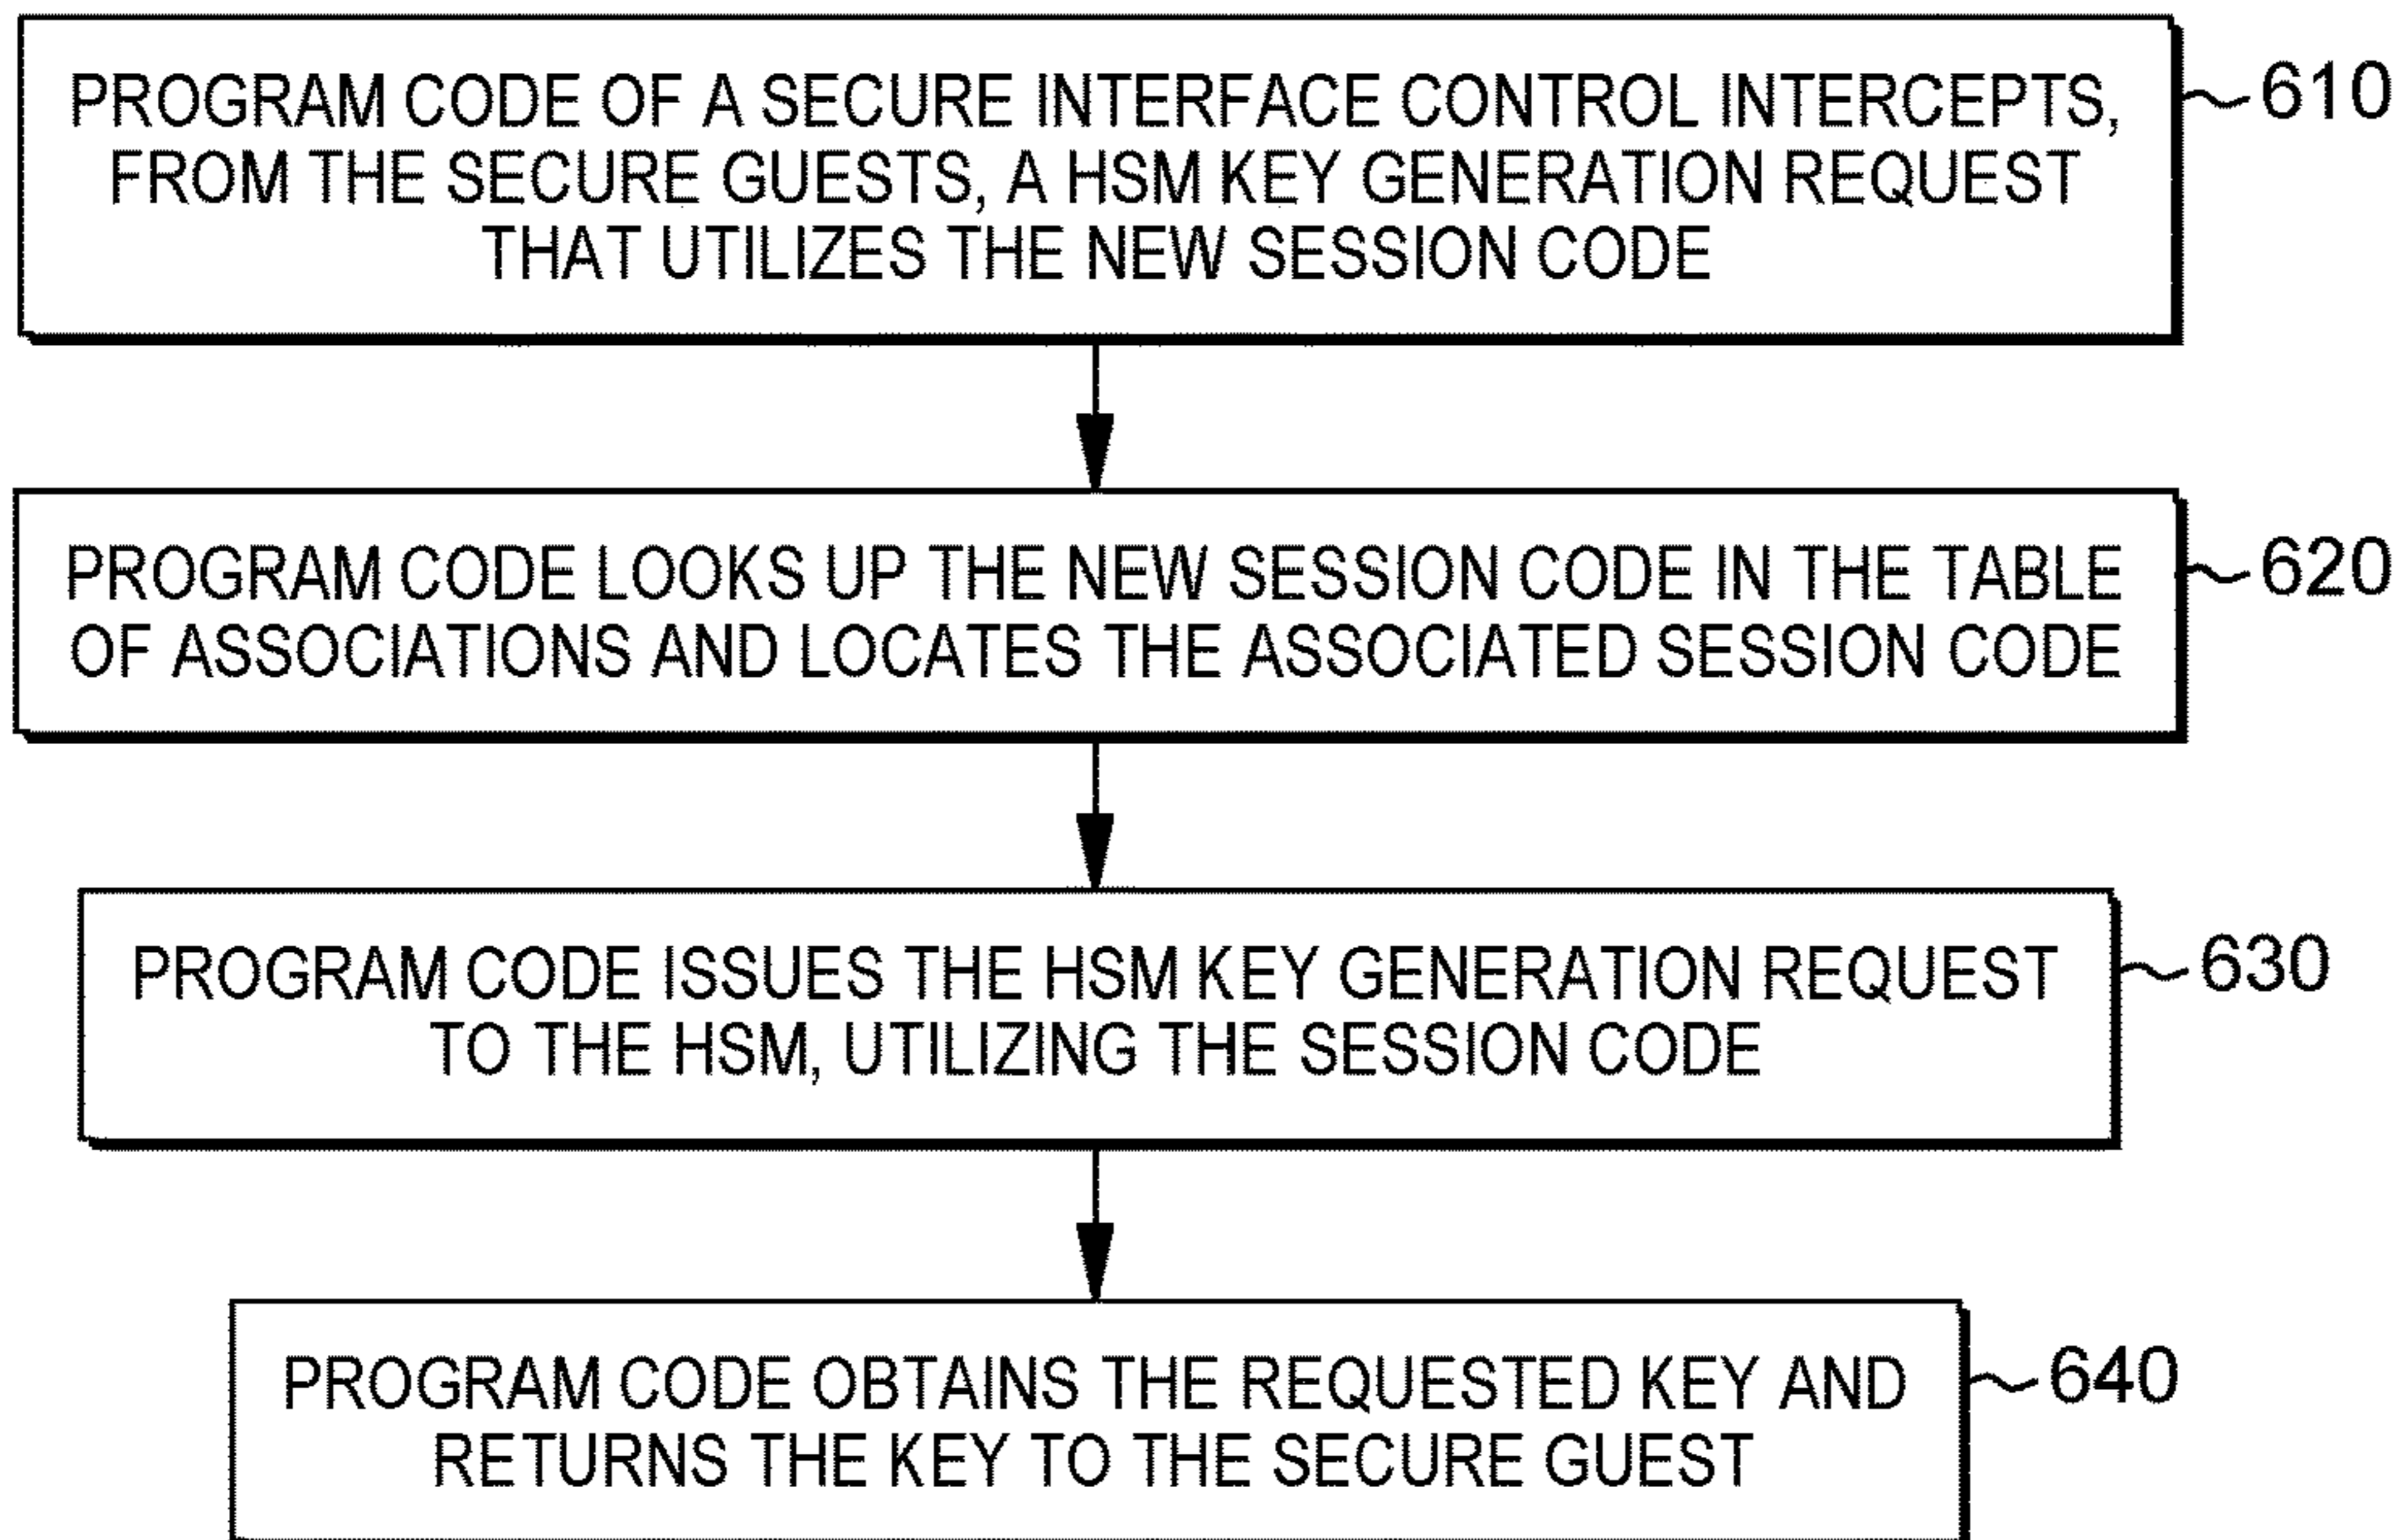 PROGRAM CODE OF A SECURE INTERFACE CONTROL INTERCEPTS,
FROM THE SECURE GUESTS, A HSM KEY GENERATION REQUEST
THAT UTILIZES THE NEW SESSION CODE
610
PROGRAM CODE LOOKS UP THE NEW SESSION CODE IN THE TABLE
OF ASSOCIATIONS AND LOCATES THE ASSOCIATED SESSION CODE
620
PROGRAM CODE ISSUES THE HSM KEY GENERATION REQUEST
TO THE HSM, UTILIZING THE SESSION CODE
630
PROGRAM CODE OBTAINS THE REQUESTED KEY AND
RETURNS THE KEY TO THE SECURE GUEST
640